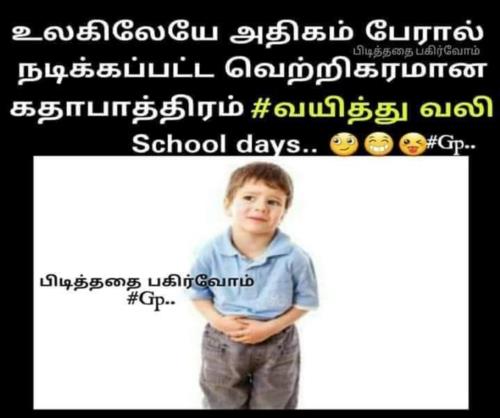 உலகிலேயே அதிகம் பேரால்
பிடித்ததை பகிர்வோம்
நடிக்கப்பட்ட வெற்றிகரமான
கதாபாத்திரம் #வயித்து வலி
School days.. 🙄😁😜#Gp..
பிடித்ததை பகிர்வோம்
#Gp..